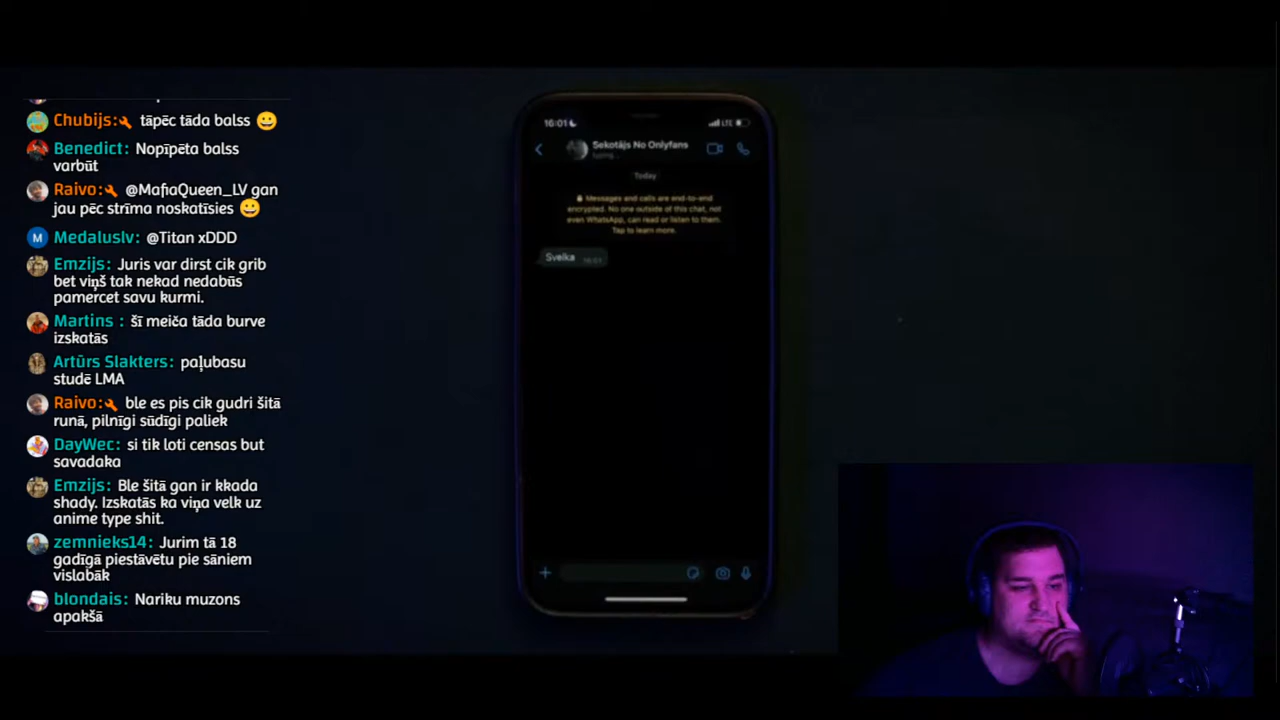 Chubijs: tāpēc tāda balss
Benedict: Nopīpēta balss
varbūt
Raivo: @MafiaQueen_LV gan
jau pēc strīma noskatīsies
M Medaluslv: @Titan xDDD
Emzijs: Juris var dirst cik grib
bet viņš tak nekad nedabūs
pamercet savu kurmi.
Martins : šī meiča tāda burve
izskatās
Artūrs Slakters: paļubasu
studē LMA
Raivo: ble es pis cik gudri šitā
runā, pilnīgi sūdīgi paliek
DayWec: si tik loti censas but
savadaka
Emzijs: Ble šitā gan ir kkada
shady. Izskatās ka viņa velk uz
anime type shit.
zemnieks14: Jurim tā 18
gadīgā piestāvētu pie sāniem
vislabāk
blondais: Nariku muzons
apakšā
16:01 LTE
Sekotājs No Onlyfans
typing...
Today
Messages and calls are end-to-end
encrypted. No one outside of this chat, not
even WhatsApp, can read or listen to them.
Tap to learn more.
Sveika 16:01